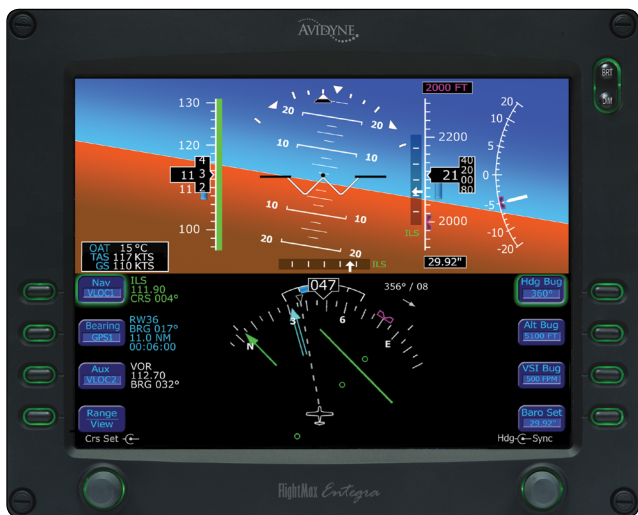 AVIDYNE
BRT
DIM
2000 FT
130
120
110
100
4
11 3
2
20 20
10 10
10 10
20 20
2200
2000
40
20
21 00
80
ILS
20
10
5
0
-5
-10
-20
OAT 15 °C
TAS 117 KTS
GS 110 KTS
ILS
29.92"
Nav
VLOC1
ILS
111.90
CRS 004°
047
356° / 08
Hdg Bug
360°
Bearing
GPS1
RW36
BRG 017°
11.0 NM
00:06:00
N
6
E
Alt Bug
5100 FT
Aux
VLOC2
VOR
112.70
BRG 032°
VSI Bug
500 FPM
Range
View
Baro Set
29.92"
Crs Set
Hdg Sync
FlightMax Entegra